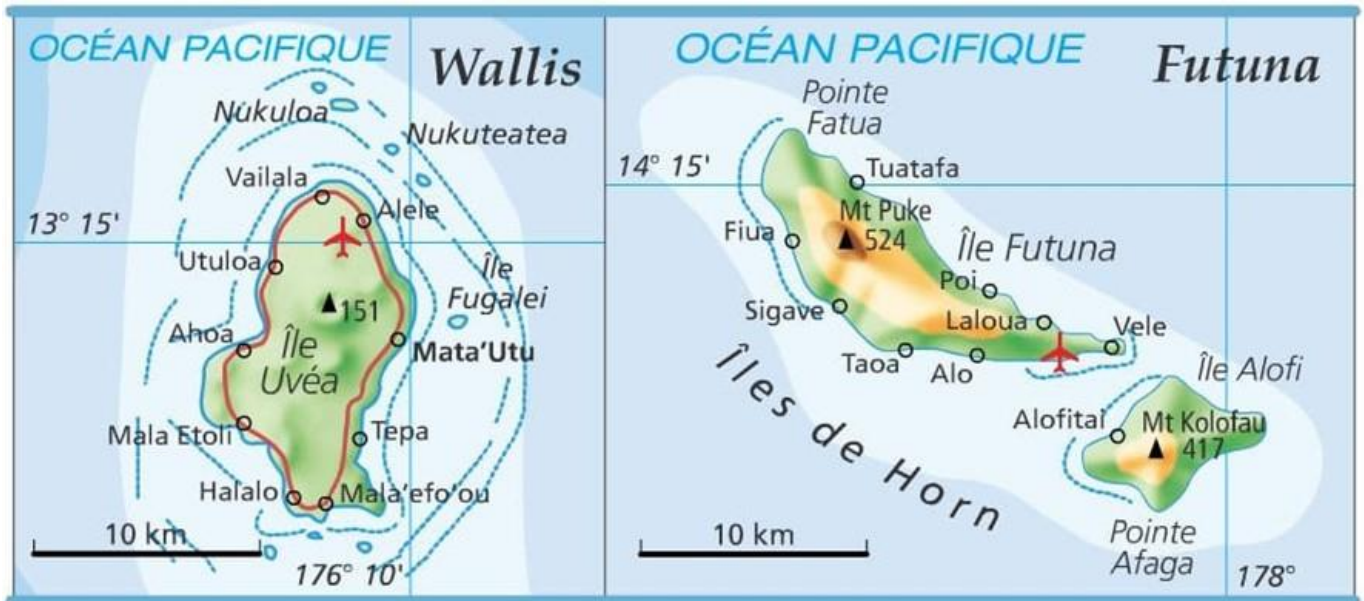 OCÉAN PACIFIQUE
Wallis
Nukuloa
Nukuteatea
Vailala
Alele
13° 15'
Utuloa
Île
Fugalei
151
Ahoa
Île
Uvéa
Mata'Utu
Mala Etoli
Tepa
Halalo
Mala'efo'ou
10 km
176° 10'
OCÉAN PACIFIQUE
Futuna
Pointe
Fatua
14° 15'
Tuatafa
Mt Puke
524
Fiua
Île Futuna
Poi
Sigave
Laloua
Vele
Taoa
Alo
Île Alofi
Îles de Horn
Alofitai
Mt Kolofau
417
10 km
Pointe
Afaga
178°